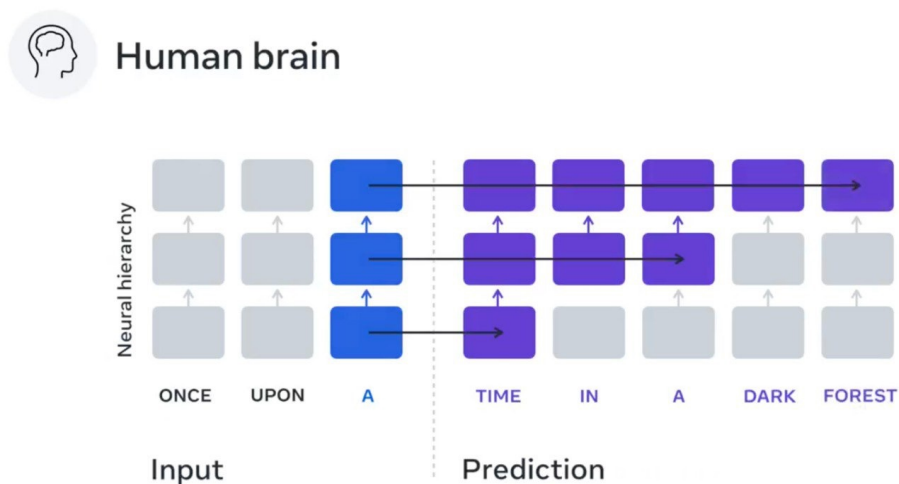 Human brain
Neural hierarchy
ONCE UPON A TIME IN A DARK FOREST
Input Prediction